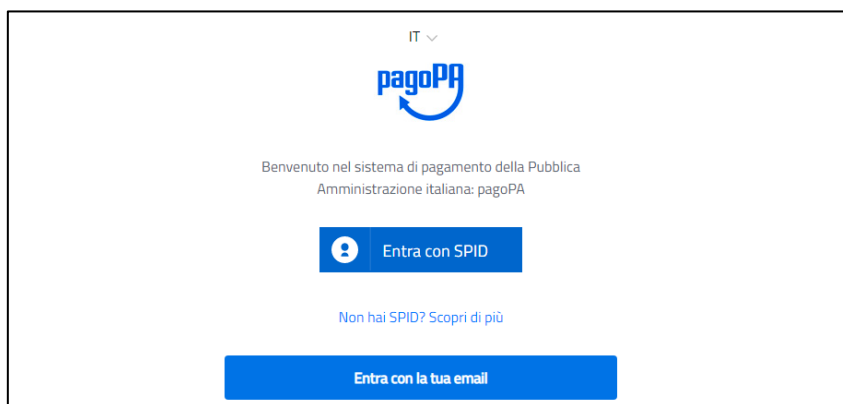 IT
pagoPA
Benvenuto nel sistema di pagamento della Pubblica
Amministrazione italiana: pagoPA
Entra con SPID
Non hai SPID? Scopri di più
Entra con la tua email